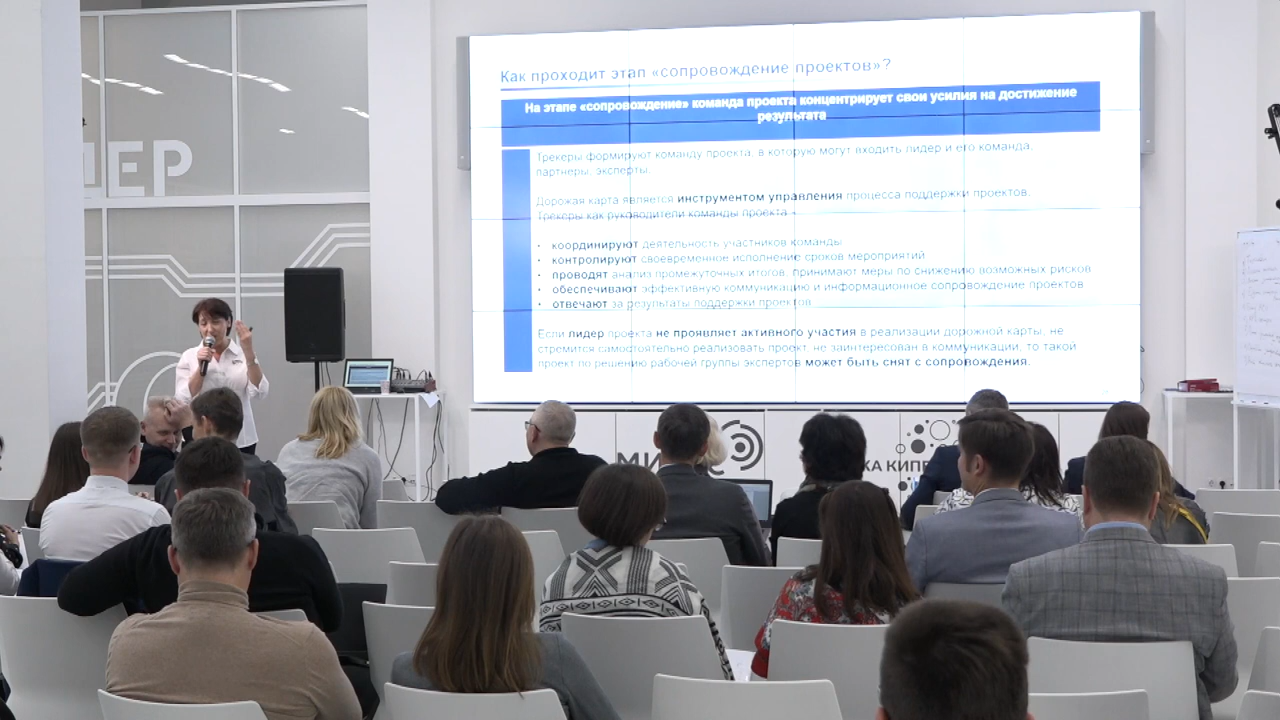 Как проходит этап «сопровождение проектов»?
На этапе «сопровождение» команда проекта концентрирует свои усилия на достижение
результата
Трекеры формируют команду проекта, в которую могут входить лидер и его команда,
партнеры, эксперты.
Дорожая карта является инструментом управления процесса поддержки проектов.
Трекеры как руководители команды проекта -
• координируют деятельность участников команды
• контролируют своевременное исполнение сроков мероприятий
• проводят анализ промежуточных итогов, принимают меры по снижению возможных рисков
• обеспечивают эффективную коммуникацию и информационное сопровождение проектов
• отвечают за результаты поддержки проектов
Если лидер проекта не проявляет активного участия в реализации дорожной карты, не
стремится самостоятельно реализовать проект, не заинтересован в коммуникации, то такой
проект по решению рабочей группы экспертов может быть снят с сопровождения.